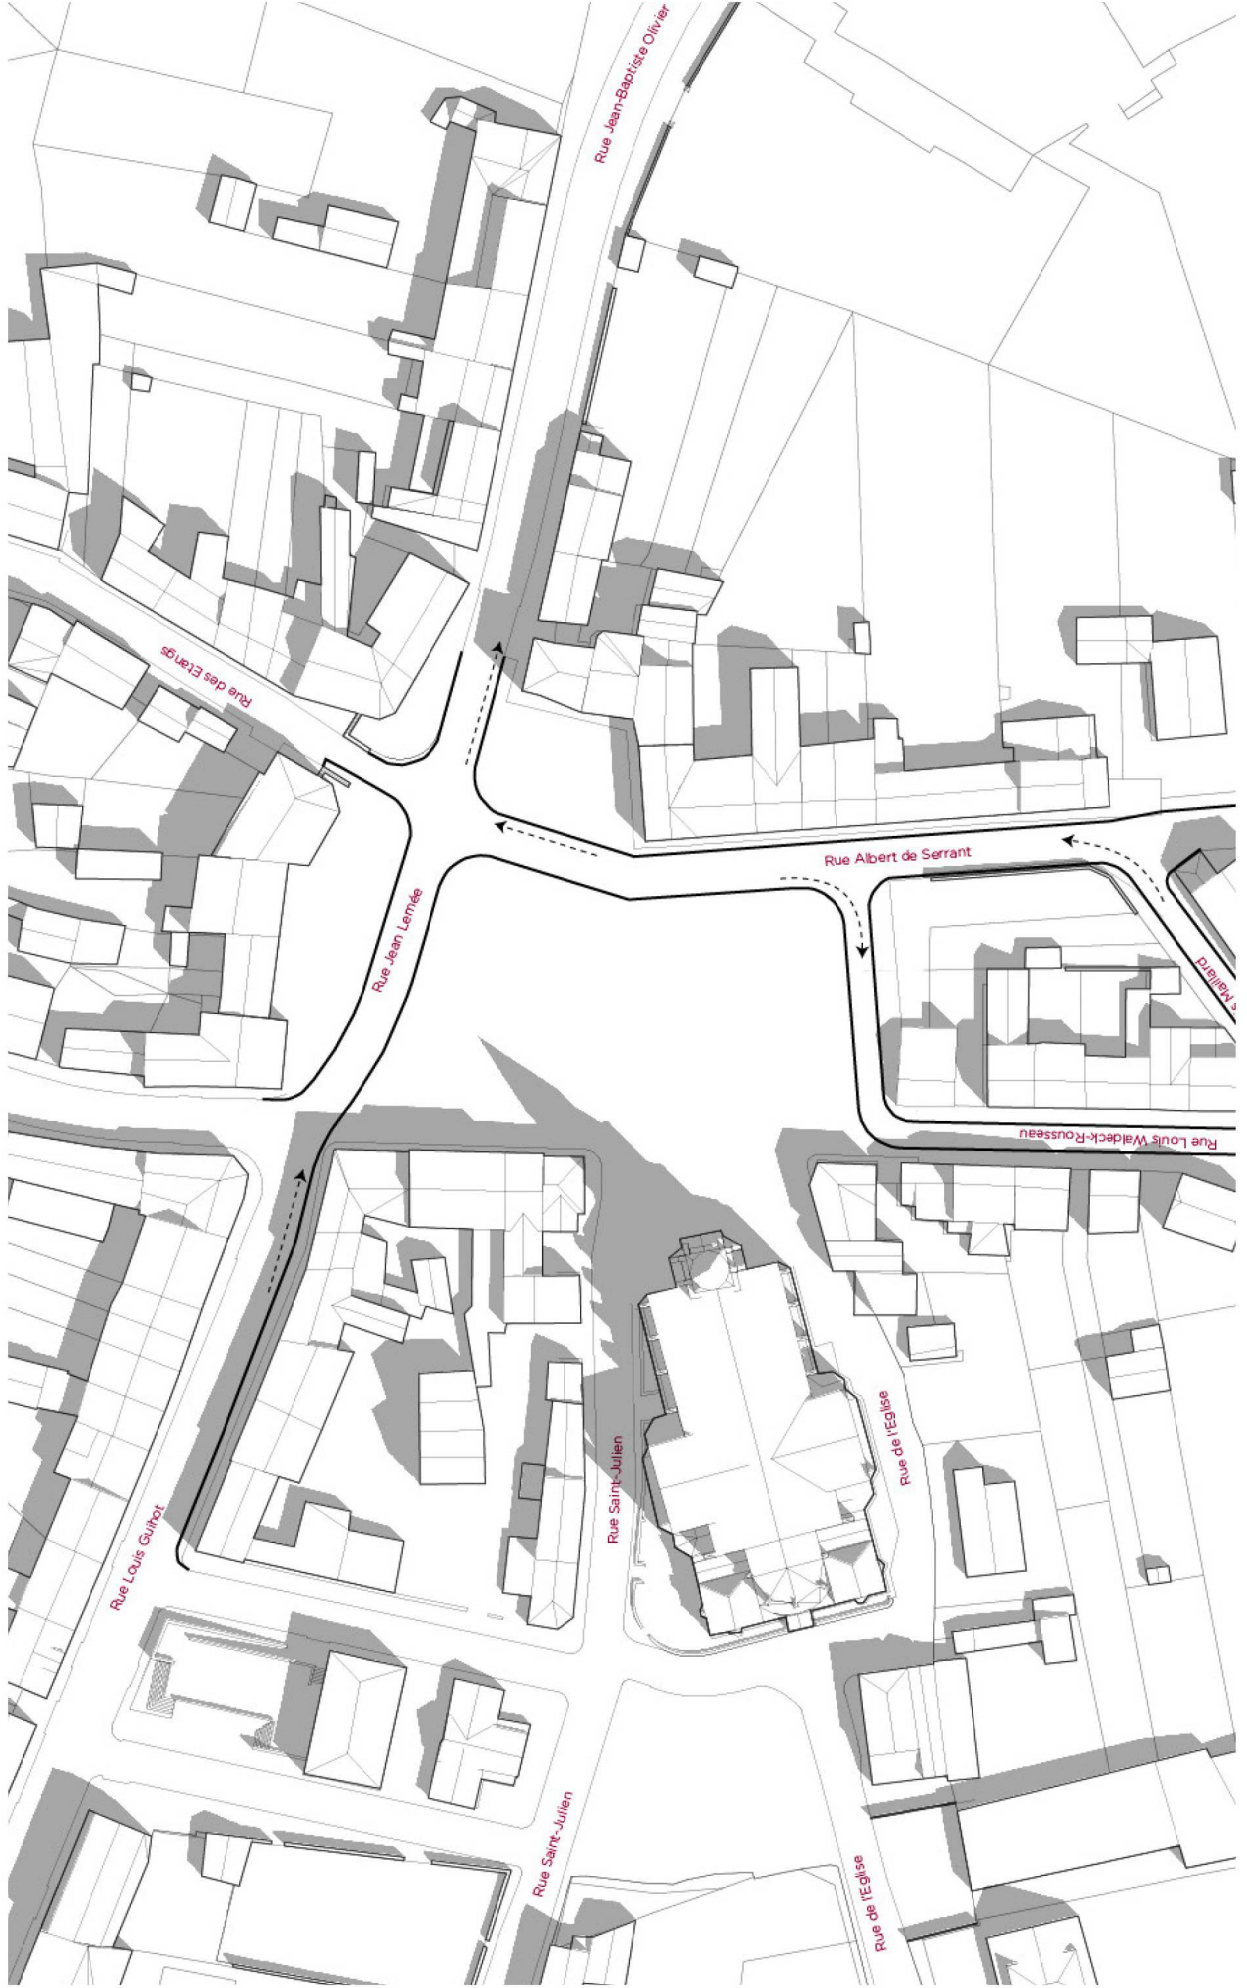 Rue Jean-Baptiste Olivier
Rue des Etangs
Rue Albert de Serrant
Rue Jean Lemée
Maillard
Rue Louis Waldeck-Rousseau
Rue de l'Eglise
Rue Saint-Julien
Rue Louis Guihot
Rue Saint-Julien
Rue de l'Eglise